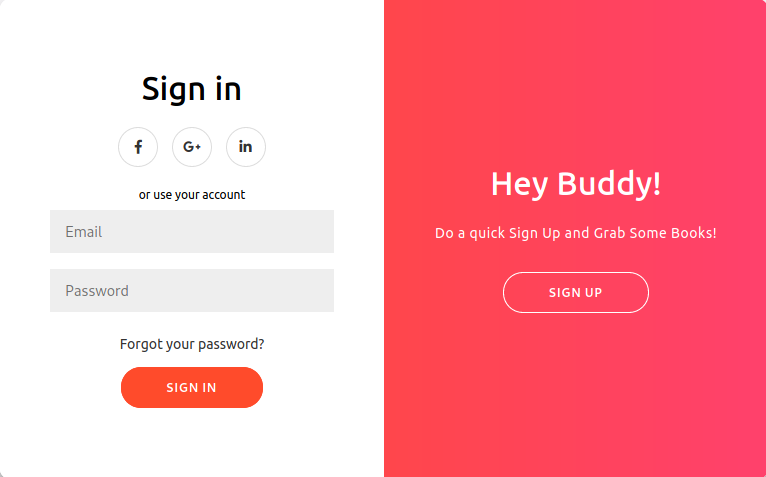 Sign in
f G+ in
or use your account
Email
Password
Forgot your password?
SIGN IN
Hey Buddy!
Do a quick Sign Up and Grab Some Books!
SIGN UP